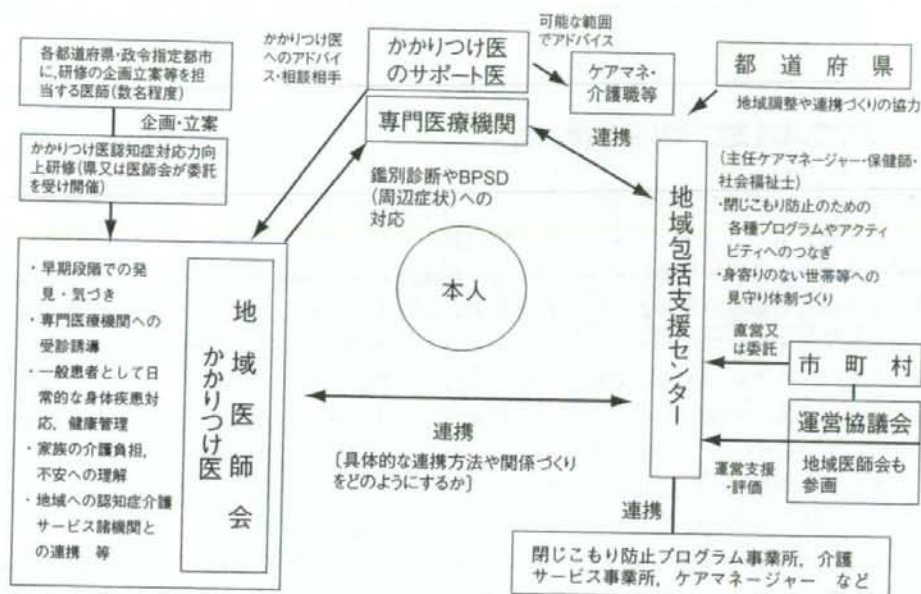 各都道府県・政令指定都市
に,研修の企画立案等を担
当する医師(数名程度)
企画・立案
かかりつけ医認知症対応力向
上研修(県又は医師会が委託
を受け開催)
かかりつけ医
へのアドバイ
ス・相談相手
かかりつけ医
のサポート医
専門医療機関
可能な範囲
でアドバイス
ケアマネ・
介護職等
連携
都道府県
地域調整や連携づくりの協力
鑑別診断やBPSD
(周辺症状)への
対応
本人
・早期段階での発
見・気づき
・専門医療機関への
受診誘導
・一般患者として日
常的な身体疾患対
応,健康管理
・家族の介護負担,
不安への理解
・地域への認知症介護
サービス諸機関と
の連携 等
地域医師会
かかりつけ医
連携
〔具体的な連携方法や関係づくり
をどのようにするか〕
地域包括支援センター
(主任ケアマネージャー・保健師・
社会福祉士)
・閉じこもり防止のための
各種プログラムやアクティ
ビティへのつなぎ
・身寄りのない世帯等への
見守り体制づくり
直営又
は委託
市町村
運営協議会
地域医師会も
参画
運営支援
・評価
連携
閉じこもり防止プログラム事業所,介護
サービス事業所,ケアマネージャー など